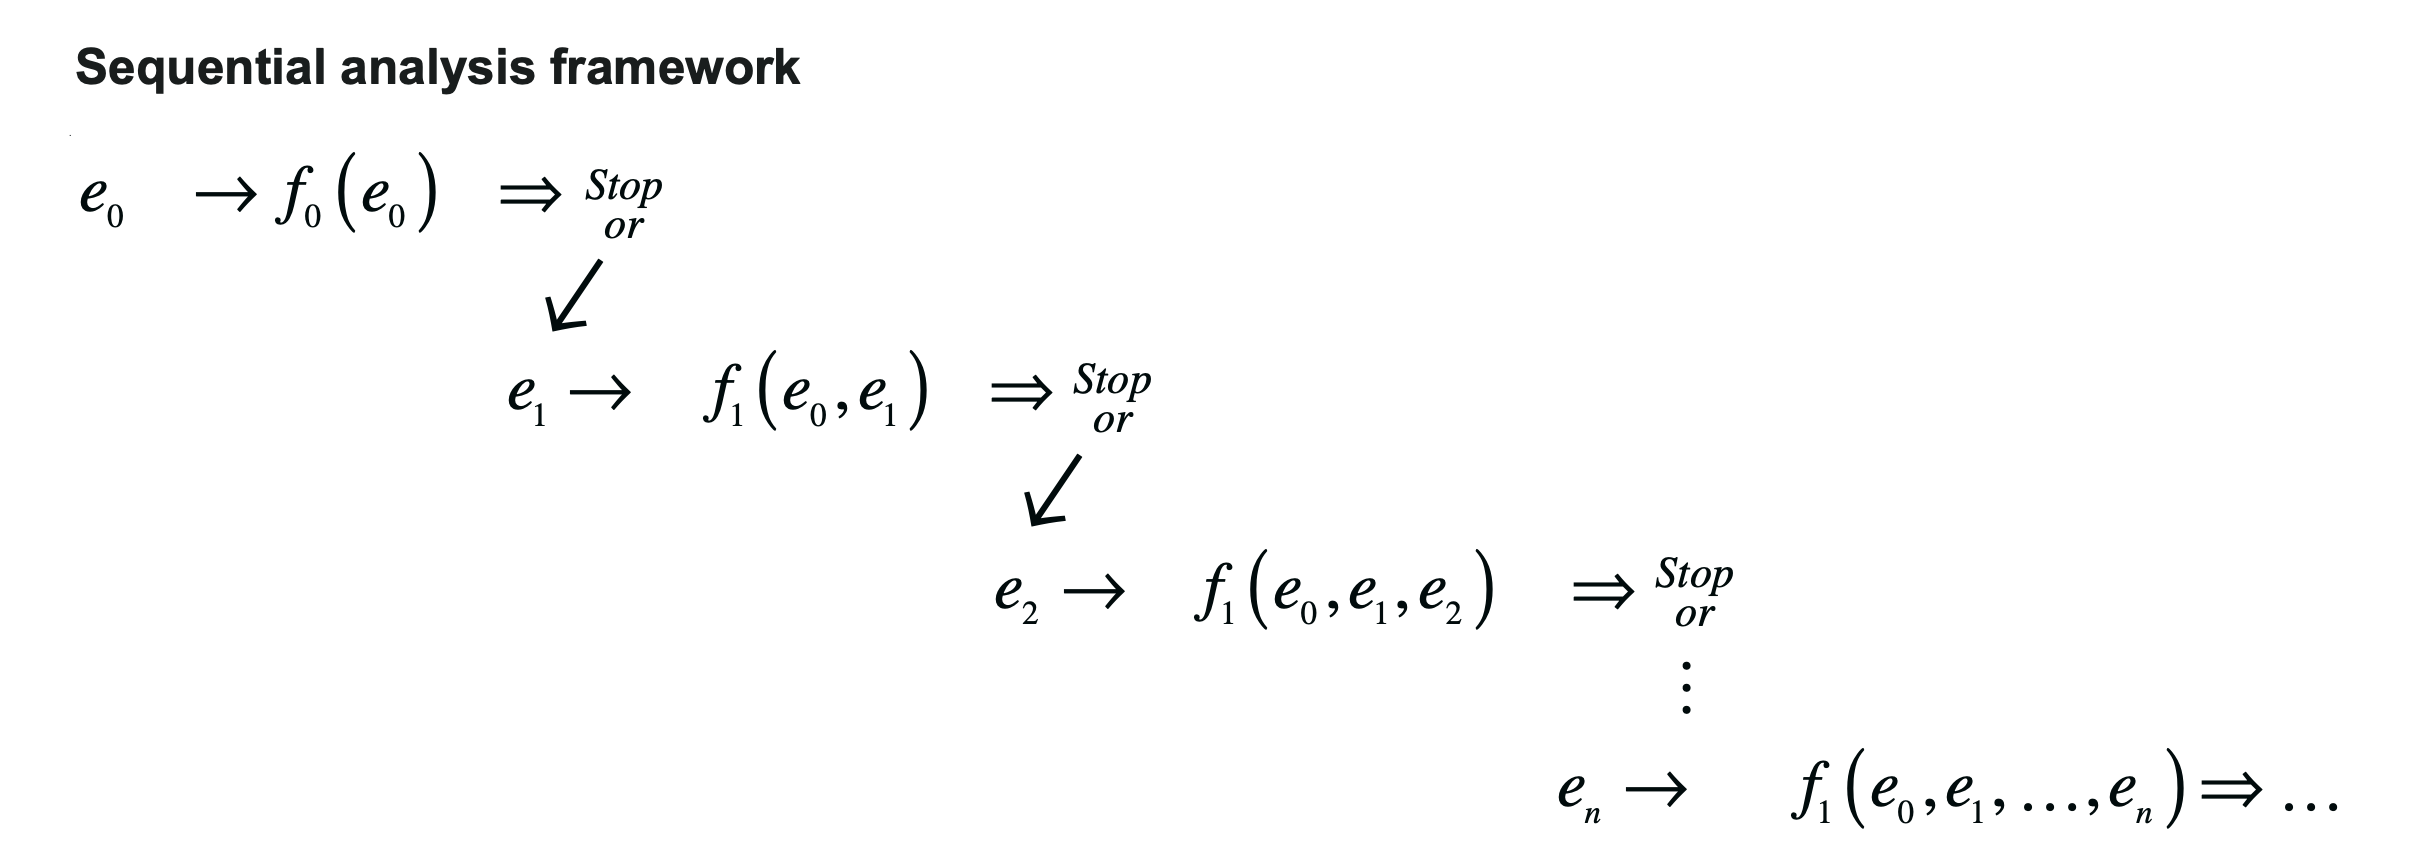 Sequential analysis framework
e₀ → f₀(e₀) ⇒ Stop
or
↙
e₁ → f₁(e₀,e₁) ⇒ Stop
or
↙
e₂ → f₁(e₀,e₁,e₂) ⇒ Stop
or
⋮
eₙ → f₁(e₀,e₁,…,eₙ) ⇒ …